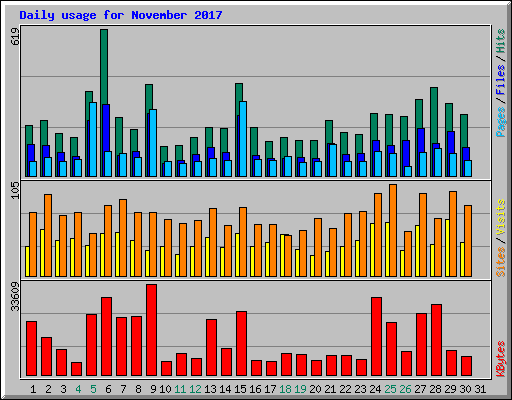 Daily usage for November 2017
619
Pages / Files / Hits
105
Sites / Visits
33609
KBytes
1 2 3 4 5 6 7 8 9 10 11 12 13 14 15 16 17 18 19 20 21 22 23 24 25 26 27 28 29 30 31